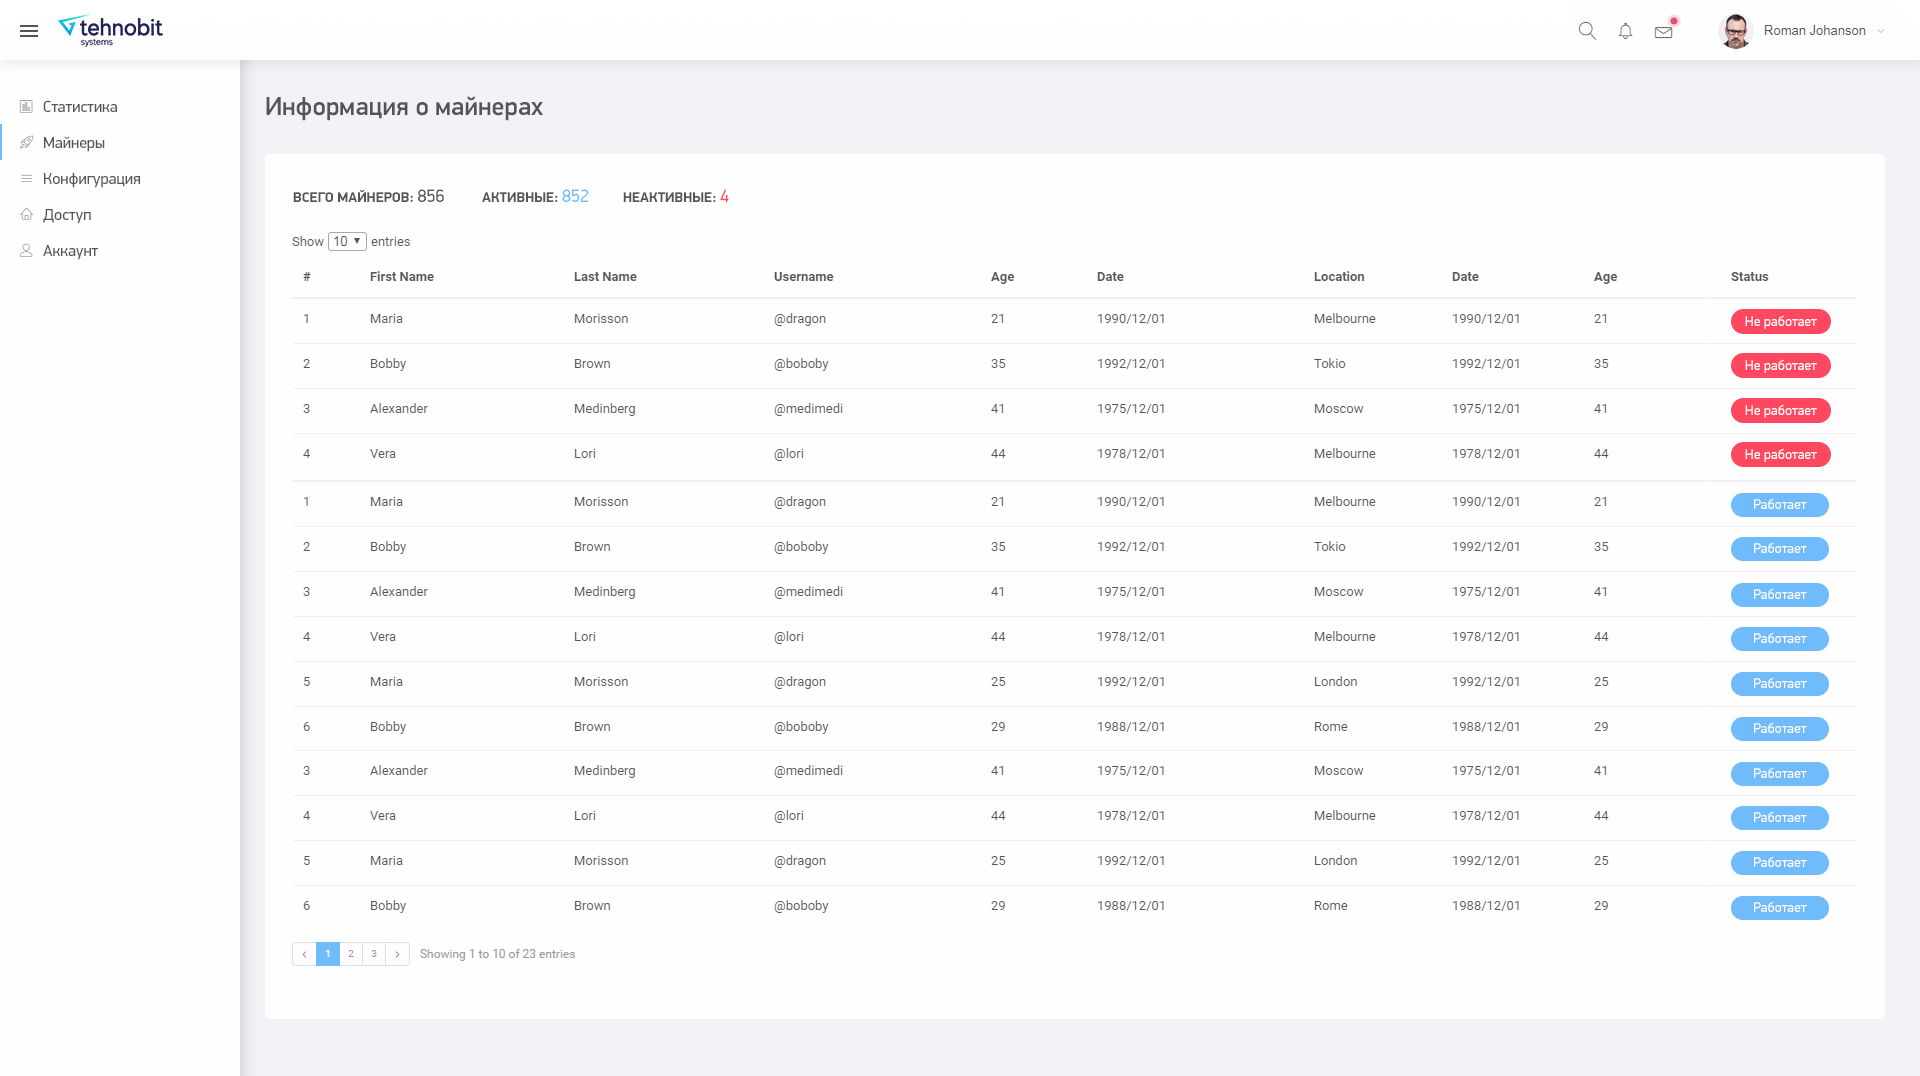 tehnobit
systems
Roman Johanson
Статистика
Майнеры
Конфигурация
Доступ
Аккаунт
Информация о майнерах
ВСЕГО МАЙНЕРОВ: 856 АКТИВНЫЕ: 852 НЕАКТИВНЫЕ: 4
Show 10 entries
# First Name Last Name Username Age Date Location Date Age Status
1 Maria Morisson @dragon 21 1990/12/01 Melbourne 1990/12/01 21 Не работает
2 Bobby Brown @boboby 35 1992/12/01 Tokio 1992/12/01 35 Не работает
3 Alexander Medinberg @medimedi 41 1975/12/01 Moscow 1975/12/01 41 Не работает
4 Vera Lori @lori 44 1978/12/01 Melbourne 1978/12/01 44 Не работает
1 Maria Morisson @dragon 21 1990/12/01 Melbourne 1990/12/01 21 Работает
2 Bobby Brown @boboby 35 1992/12/01 Tokio 1992/12/01 35 Работает
3 Alexander Medinberg @medimedi 41 1975/12/01 Moscow 1975/12/01 41 Работает
4 Vera Lori @lori 44 1978/12/01 Melbourne 1978/12/01 44 Работает
5 Maria Morisson @dragon 25 1992/12/01 London 1992/12/01 25 Работает
6 Bobby Brown @boboby 29 1988/12/01 Rome 1988/12/01 29 Работает
3 Alexander Medinberg @medimedi 41 1975/12/01 Moscow 1975/12/01 41 Работает
4 Vera Lori @lori 44 1978/12/01 Melbourne 1978/12/01 44 Работает
5 Maria Morisson @dragon 25 1992/12/01 London 1992/12/01 25 Работает
6 Bobby Brown @boboby 29 1988/12/01 Rome 1988/12/01 29 Работает
‹ 1 2 3 › Showing 1 to 10 of 23 entries